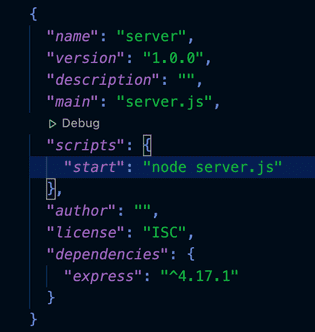 {
  "name": "server",
  "version": "1.0.0",
  "description": "",
  "main": "server.js",
  Debug
  "scripts": {
    "start": "node server.js"
  },
  "author": "",
  "license": "ISC",
  "dependencies": {
    "express": "^4.17.1"
  }
}